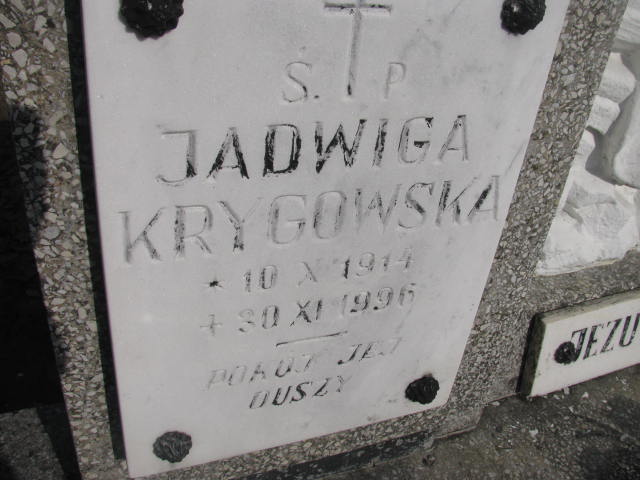 Ś. P
JADWIGA
KRYGOWSKA
* 10 X 1914
+ 30 XI 1996
POKÓJ JEJ
DUSZY
JEZU